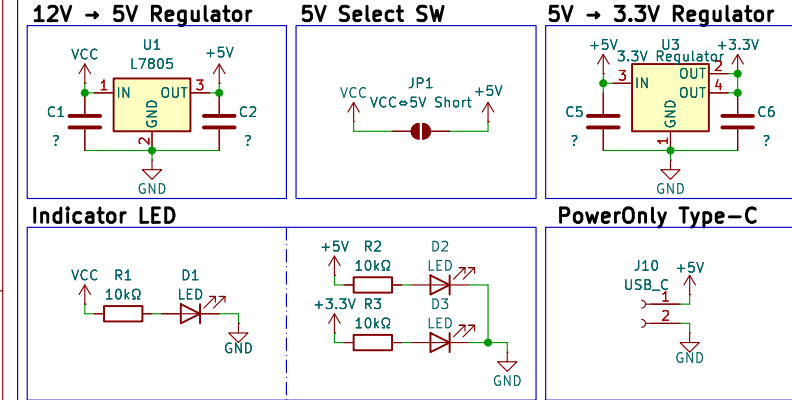 12V → 5V Regulator
U1
L7805
VCC
+5V
1
IN
OUT
3
GND
2
C1
?
C2
?
GND
5V Select SW
JP1
VCC⇔5V Short
VCC
+5V
5V → 3.3V Regulator
U3
3.3V Regulator
+5V
+3.3V
3
IN
OUT
2
OUT
4
GND
1
C5
?
C6
?
GND
Indicator LED
VCC
R1
10kΩ
D1
LED
GND
+5V
R2
10kΩ
D2
LED
+3.3V
R3
10kΩ
D3
LED
GND
PowerOnly Type-C
J10
USB_C
+5V
1
2
GND